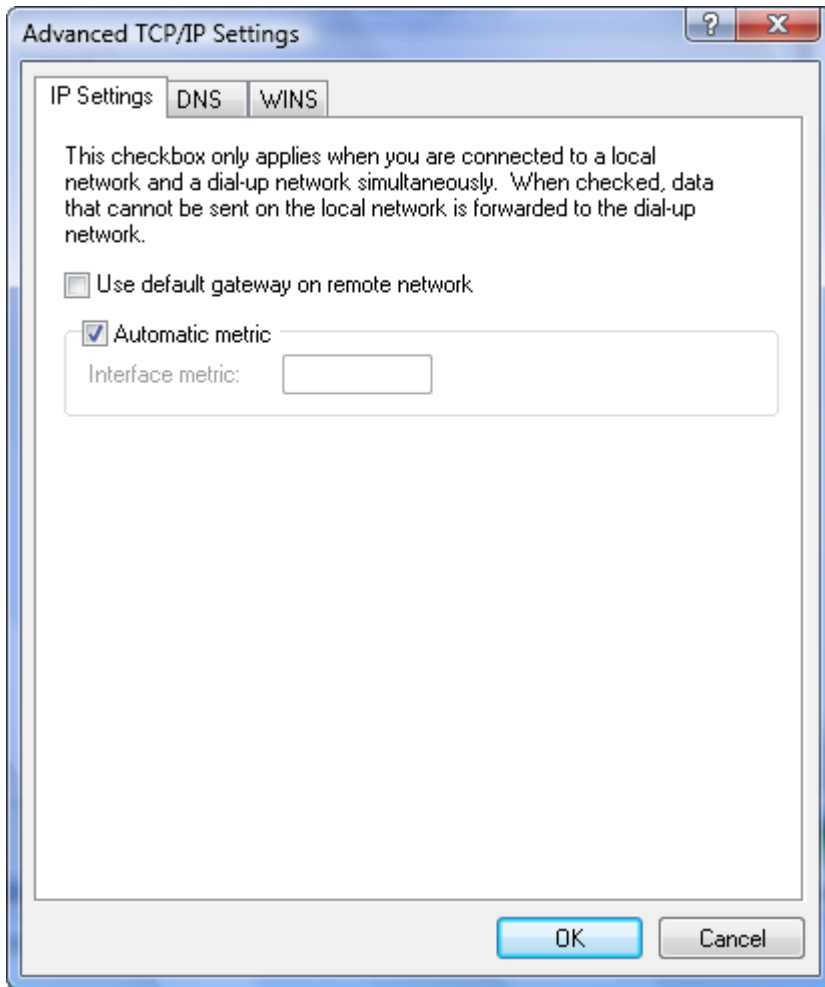 Advanced TCP/IP Settings
? X
IP Settings DNS WINS
This checkbox only applies when you are connected to a local
network and a dial-up network simultaneously.  When checked, data
that cannot be sent on the local network is forwarded to the dial-up
network.
Use default gateway on remote network
Automatic metric
Interface metric:
OK Cancel